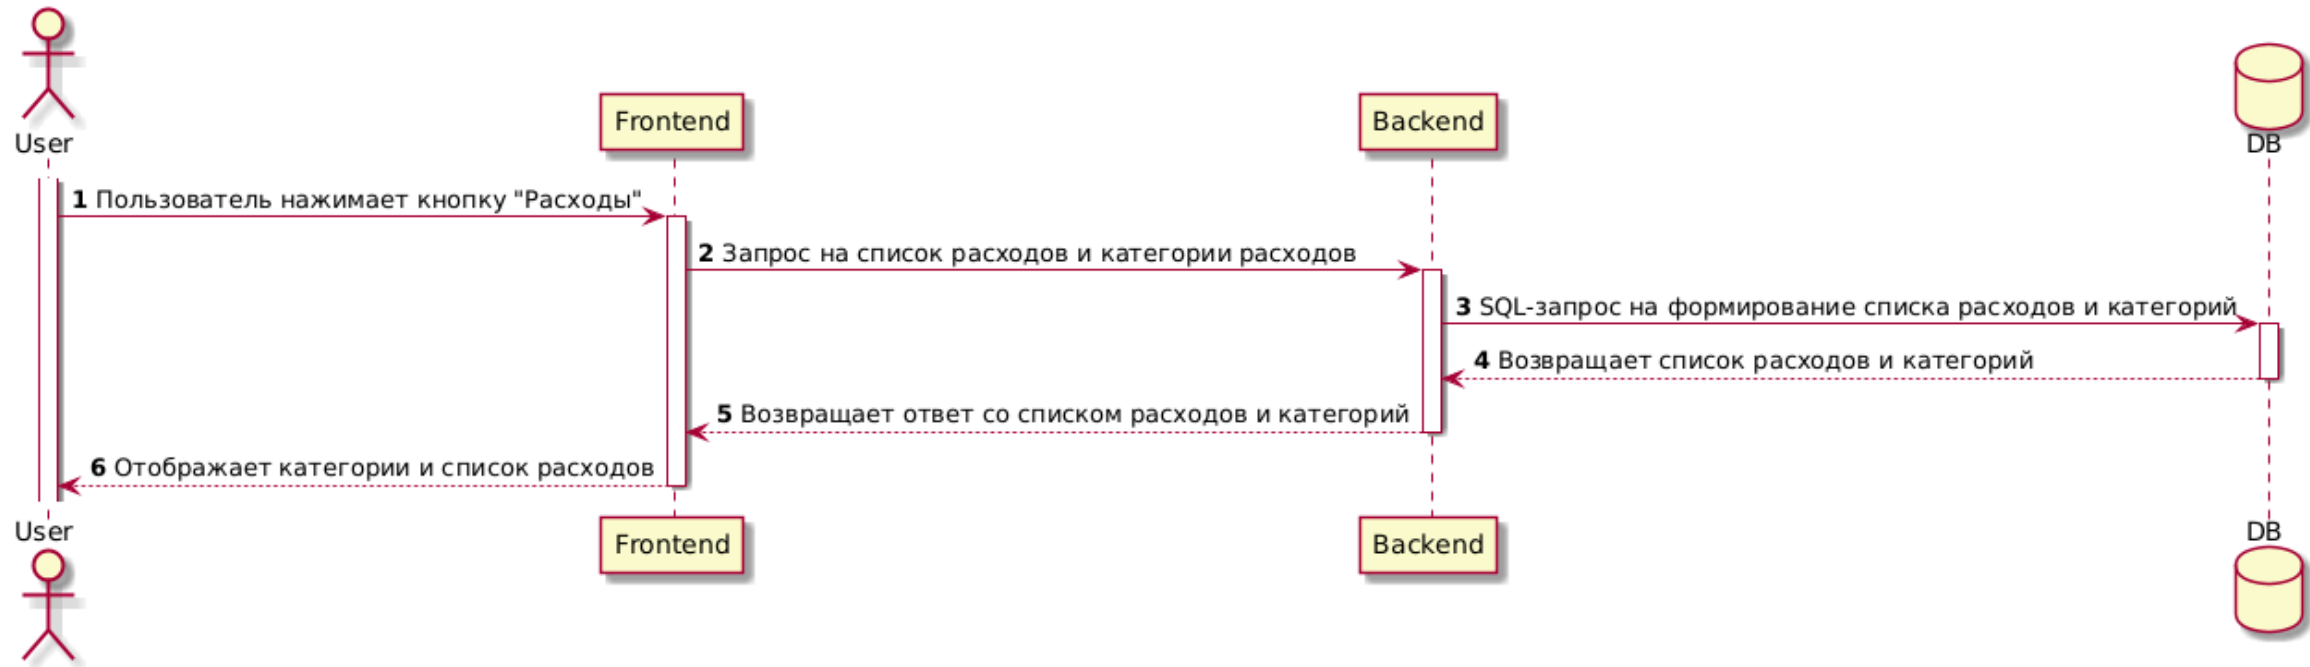 User
Frontend
Backend
DB
1 Пользователь нажимает кнопку "Расходы"
2 Запрос на список расходов и категории расходов
3 SQL-запрос на формирование списка расходов и категорий
4 Возвращает список расходов и категорий
5 Возвращает ответ со списком расходов и категорий
6 Отображает категории и список расходов
User
Frontend
Backend
DB